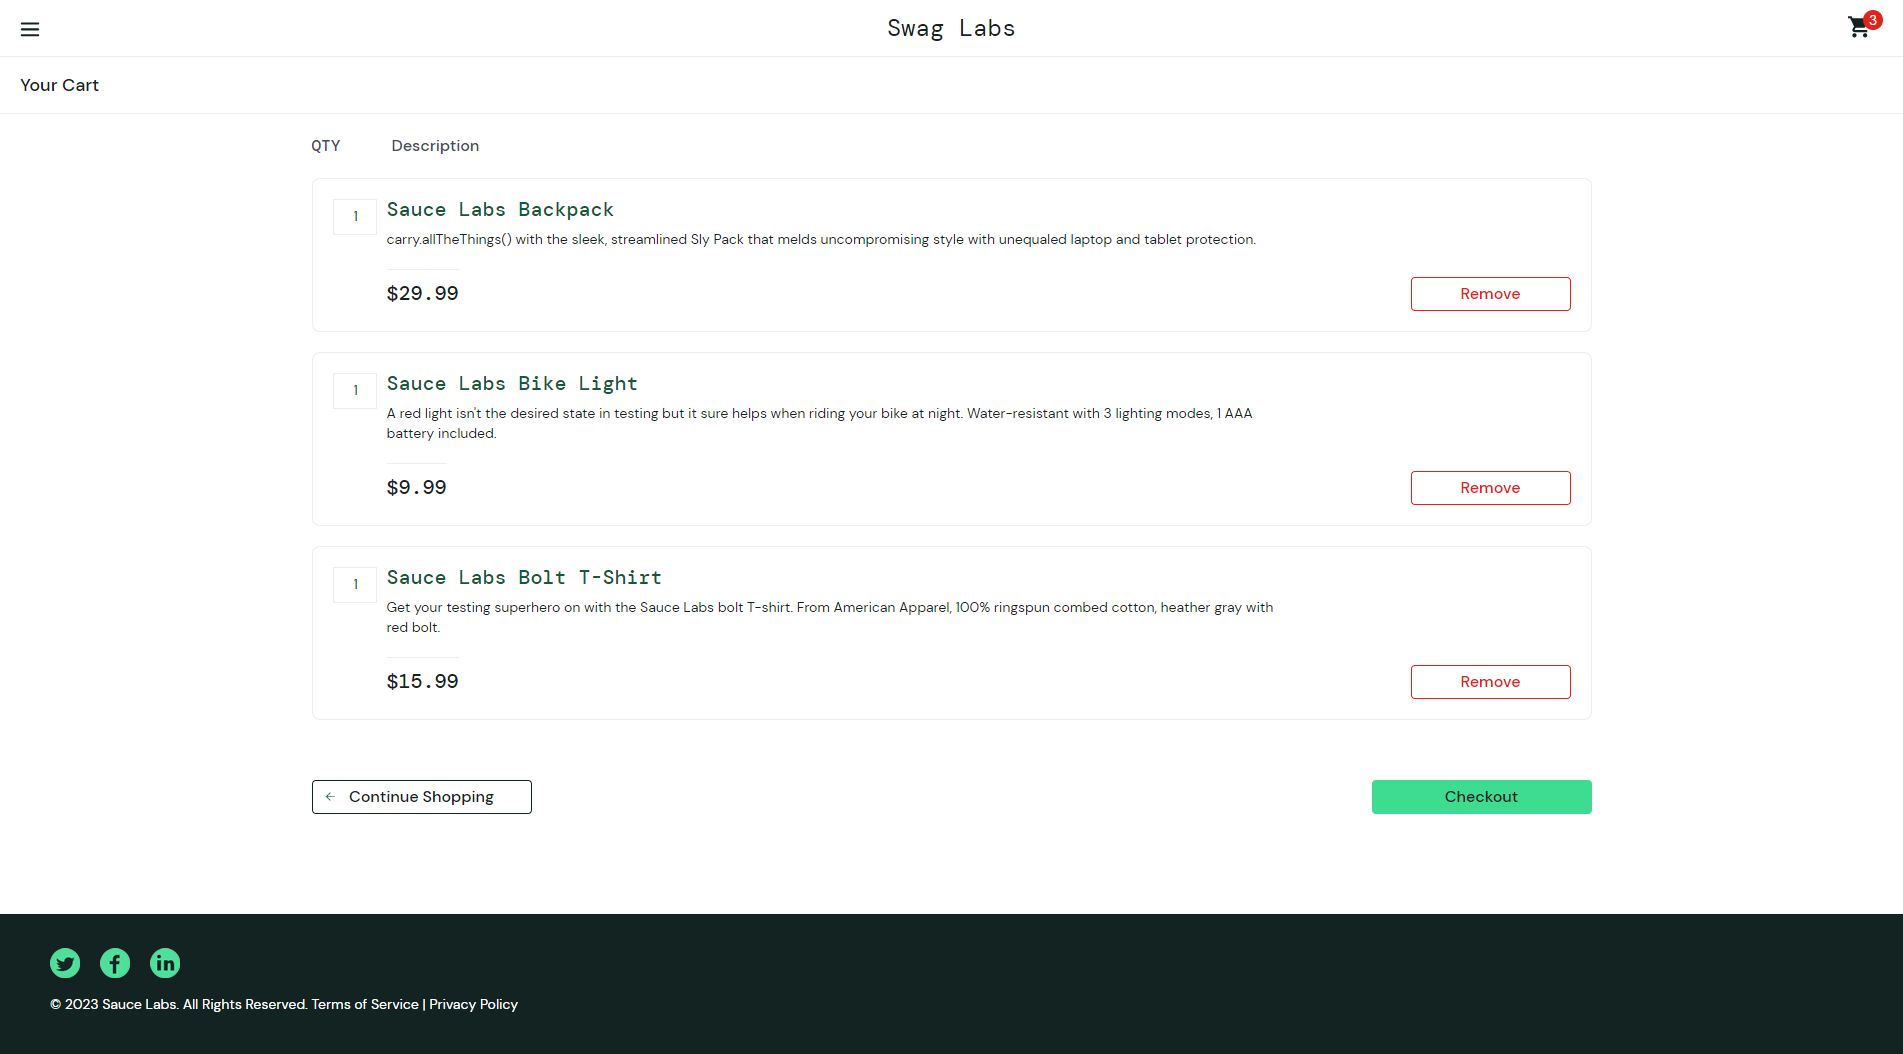 Swag Labs
3
Your Cart
QTY Description
1
Sauce Labs Backpack
carry.allTheThings() with the sleek, streamlined Sly Pack that melds uncompromising style with unequaled laptop and tablet protection.
$29.99
Remove
1
Sauce Labs Bike Light
A red light isn't the desired state in testing but it sure helps when riding your bike at night. Water-resistant with 3 lighting modes, 1 AAA
battery included.
$9.99
Remove
1
Sauce Labs Bolt T-Shirt
Get your testing superhero on with the Sauce Labs bolt T-shirt. From American Apparel, 100% ringspun combed cotton, heather gray with
red bolt.
$15.99
Remove
Continue Shopping
Checkout
© 2023 Sauce Labs. All Rights Reserved. Terms of Service | Privacy Policy